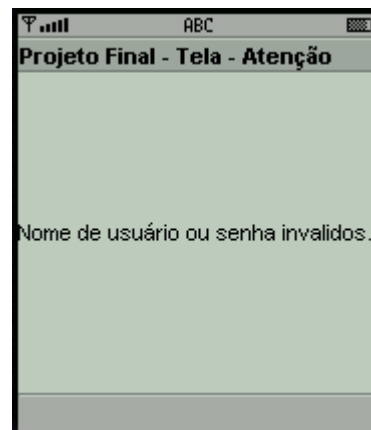 ABC
Projeto Final - Tela - Atenção
Nome de usuário ou senha invalidos.